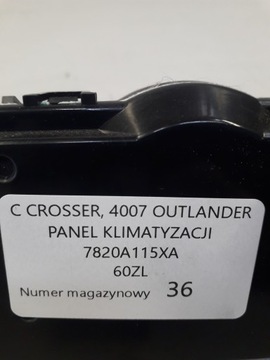 C CROSSER, 4007 OUTLANDER
PANEL KLIMATYZACJI
7820A115XA
60ZL
Numer magazynowy 36